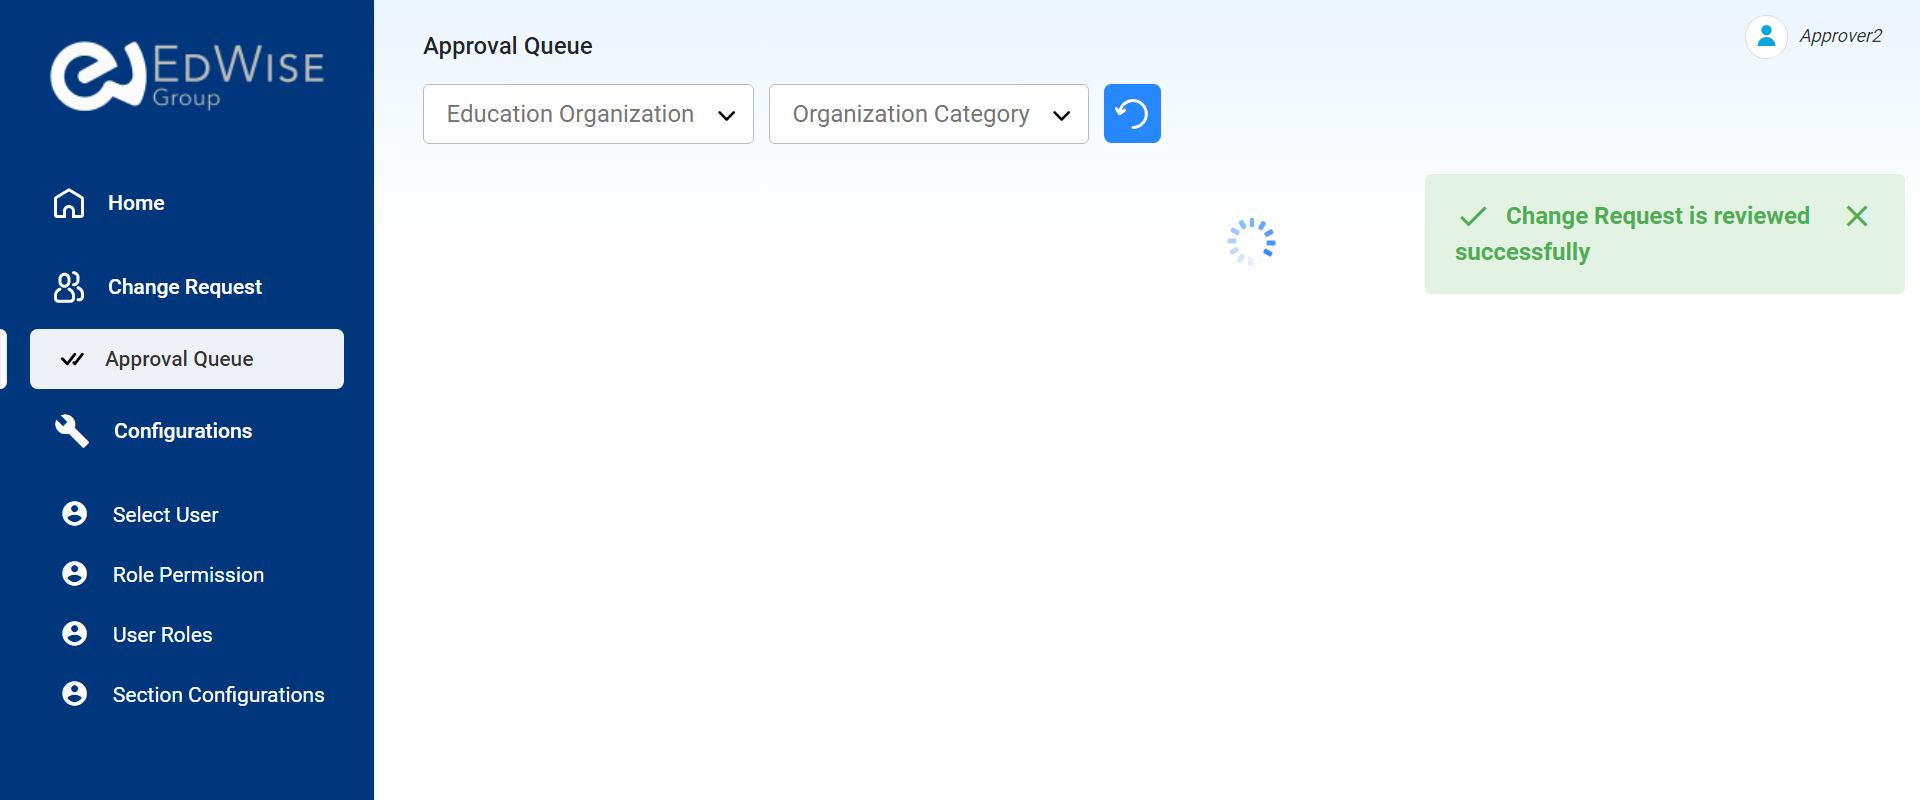 EDWISE
Group
Home
Change Request
Approval Queue
Configurations
Select User
Role Permission
User Roles
Section Configurations
Approval Queue
Approver2
Education Organization
Organization Category
Change Request is reviewed
successfully